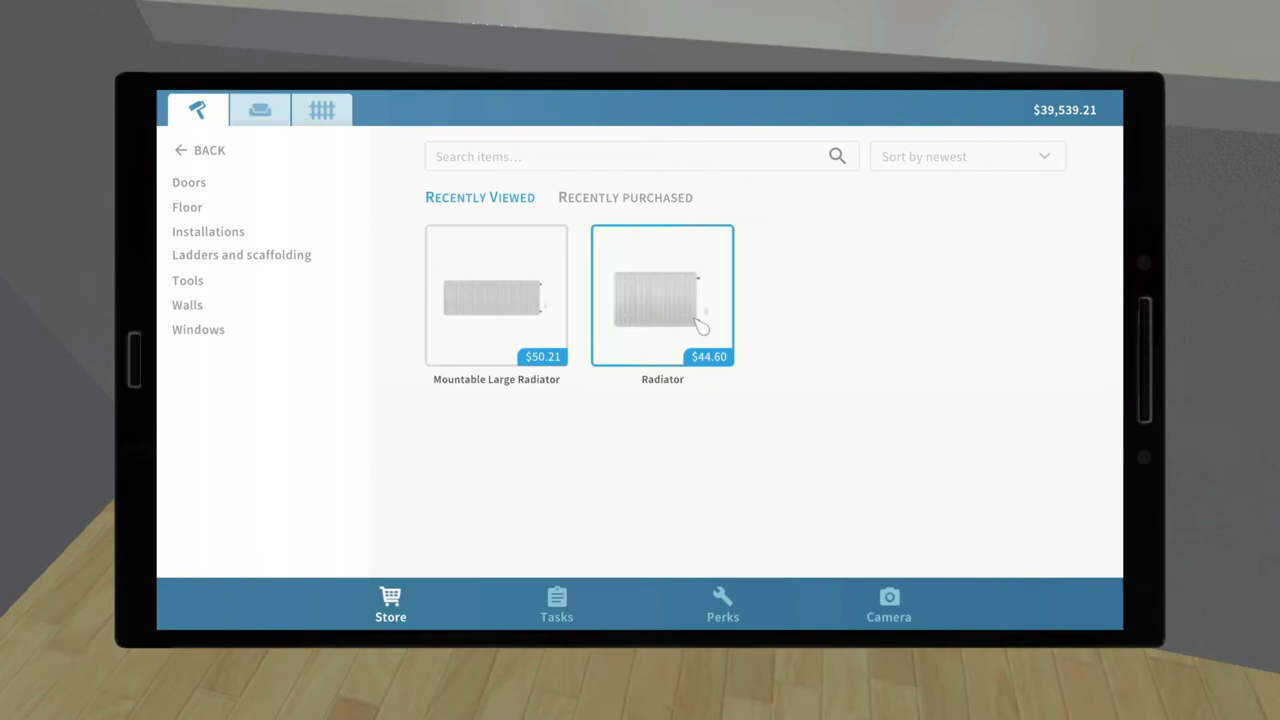 $39,539.21
BACK
Doors
Floor
Installations
Ladders and scaffolding
Tools
Walls
Windows
Search items...
Sort by newest
RECENTLY VIEWED
RECENTLY PURCHASED
$50.21
Mountable Large Radiator
$44.60
Radiator
Store
Tasks
Perks
Camera